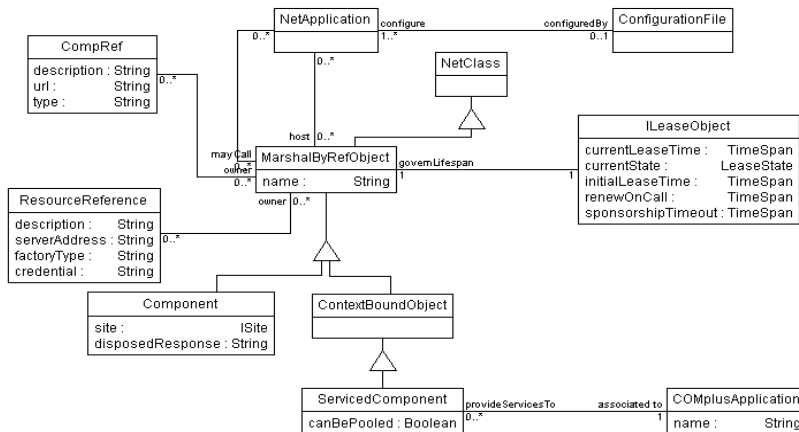 NetApplication
configure
configuredBy
ConfigurationFile
0..*
1..*
0..1
CompRef
description : String
url : String
type : String
0..*
0..*
NetClass
host 0..*
mayCall
0..*
owner
0..*
MarshalByRefObject
name : String
governLifespan
1
1
ILeaseObject
currentLeaseTime : TimeSpan
currentState : LeaseState
initialLeaseTime : TimeSpan
renewOnCall : TimeSpan
sponsorshipTimeout : TimeSpan
ResourceReference
description : String
serverAddress : String
factoryType : String
credential : String
owner 0..*
0..*
Component
site : ISite
disposedResponse : String
ContextBoundObject
ServicedComponent
canBePooled : Boolean
provideServicesTo
0..*
associated to
1
COMplusApplication
name : String